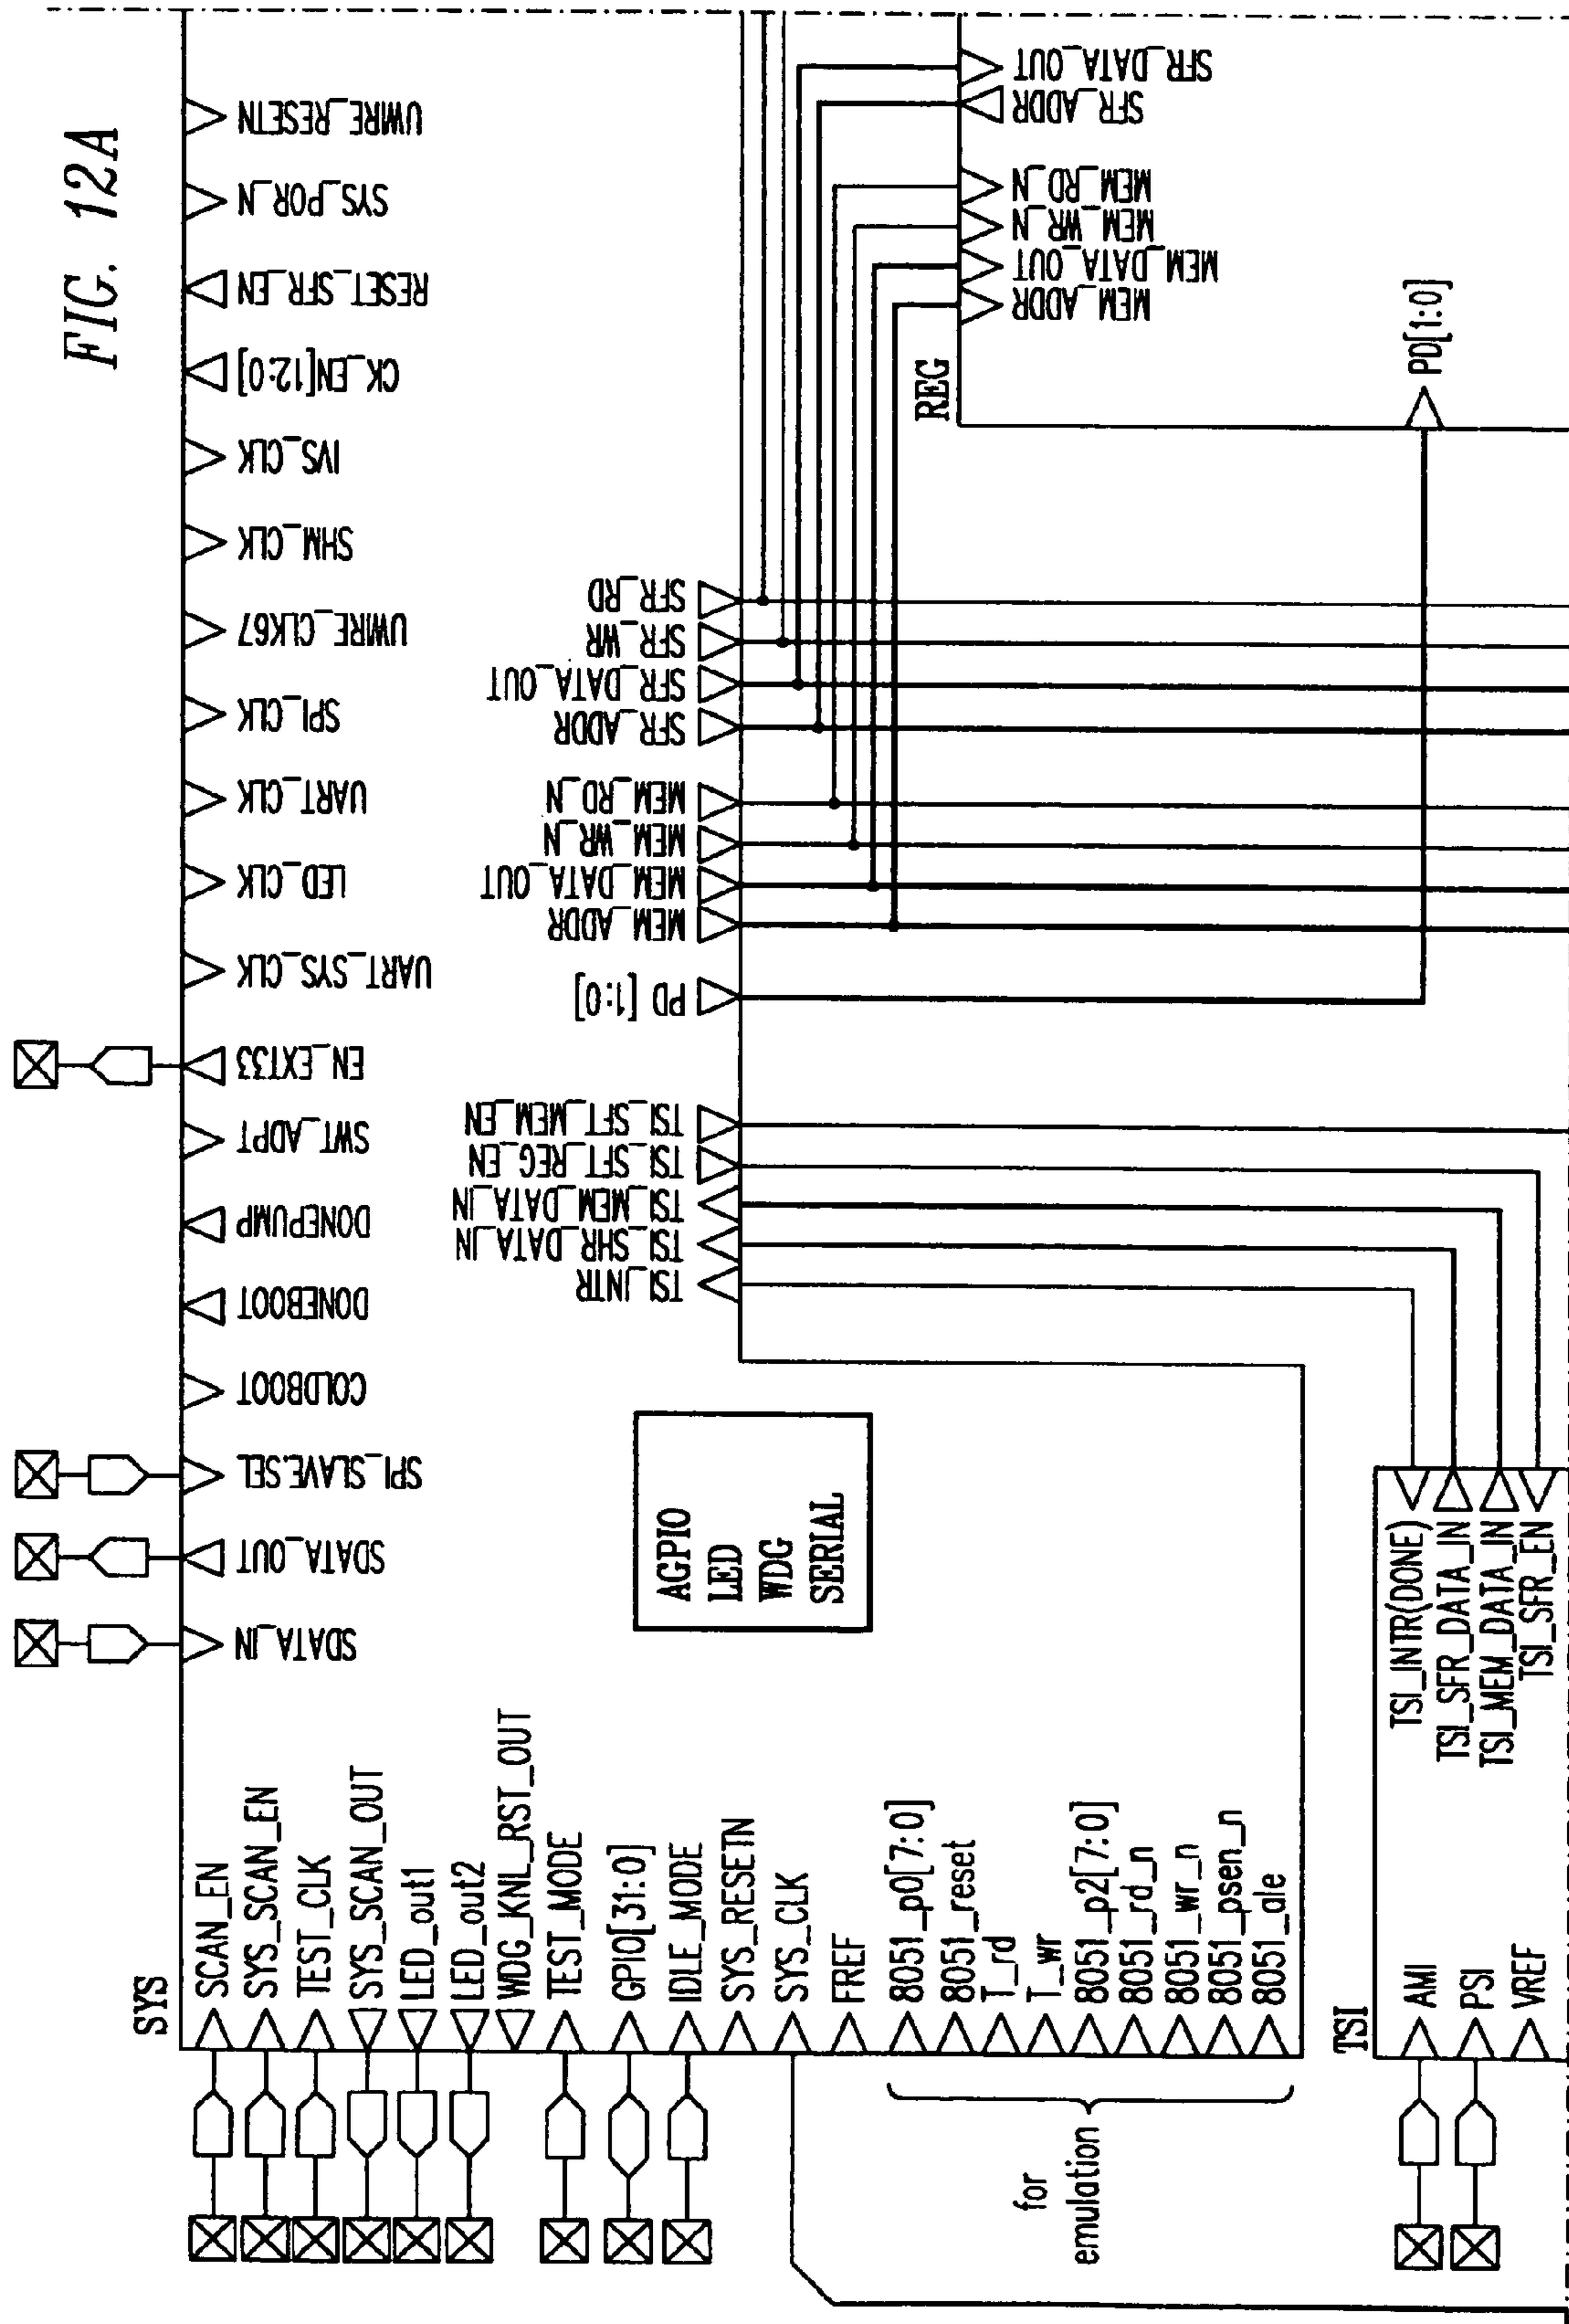 FIG. 12A
SYS
SCAN_EN
SYS_SCAN_EN
TEST_CLK
SYS_SCAN_OUT
LED_out1
LED_out2
WDG_KNL_RST_OUT
TEST_MODE
GPIO[31:0]
IDLE_MODE
SYS_RESETN
SYS_CLK
FREF
8051_p0[7:0]
8051_reset
T_rd
T_wr
8051_p2[7:0]
8051_rd_n
8051_wr_n
8051_psen_n
8051_ale
for
emulation
SDATA_IN
SDATA_OUT
SPI_SLAVE.SEL
COLDBOOT
DONEBOOT
DONEPUMP
SWT_ADPT
EN_EXT33
UART_SYS_CLK
LED_CLK
UART_CLK
SPI_CLK
UWIRE_CLK67
SHM_CLK
IVS_CLK
CK_EN[12:0]
RESET_SFR_EN
SYS_POR_N
UWIRE_RESETN
AGPIO
LED
WDG
SERIAL
TSI_INTR
TSI_SHR_DATA_IN
TSI_MEM_DATA_IN
TSI_SFT_REG_EN
TSI_SFT_MEM_EN
PD [1:0]
MEM_ADDR
MEM_DATA_OUT
MEM_WR_N
MEM_RD_N
SFR_ADDR
SFR_DATA_OUT
SFR_WR
SFR_RD
REG
MEM_ADDR
MEM_DATA_OUT
MEM_WR_N
MEM_RD_N
SFR_ADDR
SFR_DATA_OUT
PD[1:0]
TSI
AMI
PSI
VREF
TSI_INTR(DONE)
TSI_SFR_DATA_IN
TSI_MEM_DATA_IN
TSI_SFR_EN